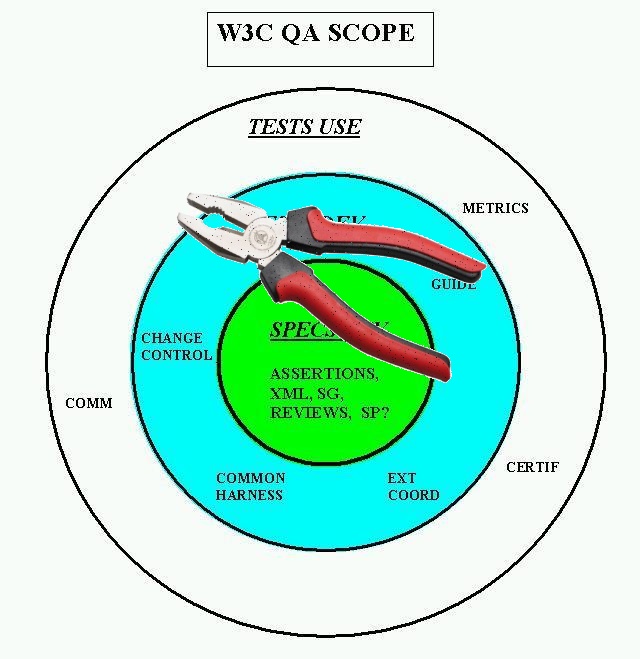 W3C QA SCOPE
TESTS USE
METRICS
GUIDE
SPECS
CHANGE
CONTROL
ASSERTIONS,
XML, SG,
REVIEWS, SP?
COMM
CERTIF
COMMON
HARNESS
EXT
COORD